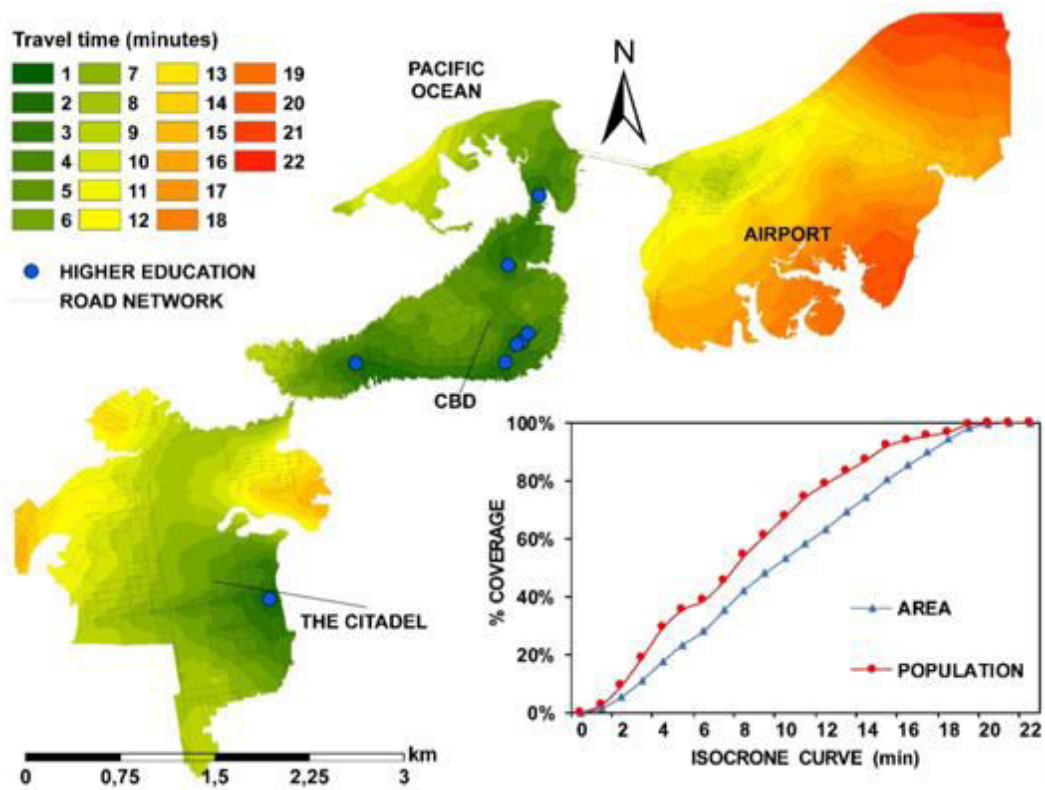 Travel time (minutes)
1 7 13 19
2 8 14 20
3 9 15 21
4 10 16 22
5 11 17
6 12 18
HIGHER EDUCATION
ROAD NETWORK
PACIFIC
OCEAN
N
AIRPORT
CBD
THE CITADEL
km
0 0,75 1,5 2,25 3
100%
80%
60%
40%
20%
0%
% COVERAGE
AREA
POPULATION
0 2 4 6 8 10 12 14 16 18 20 22
ISOCRONE CURVE (min)